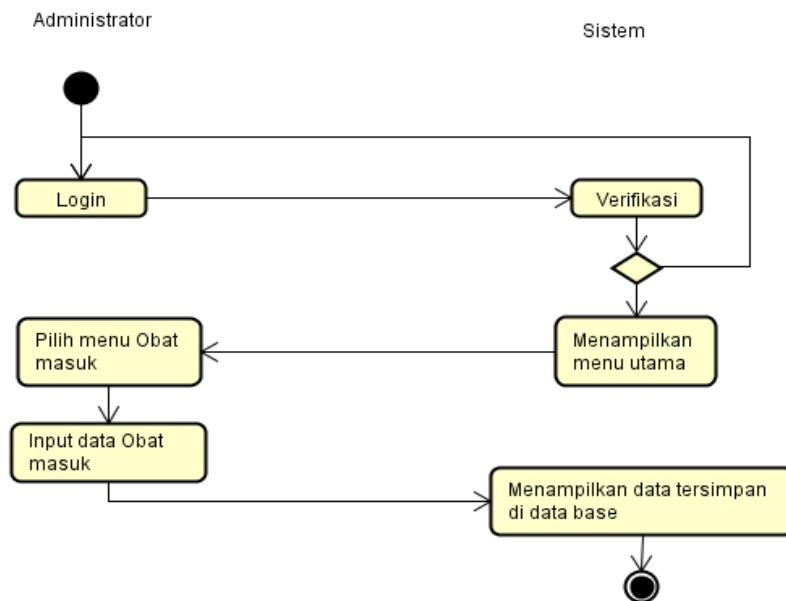 Administrator
Sistem
Login
Verifikasi
Pilih menu Obat
masuk
Menampilkan
menu utama
Input data Obat
masuk
Menampilkan data tersimpan
di data base